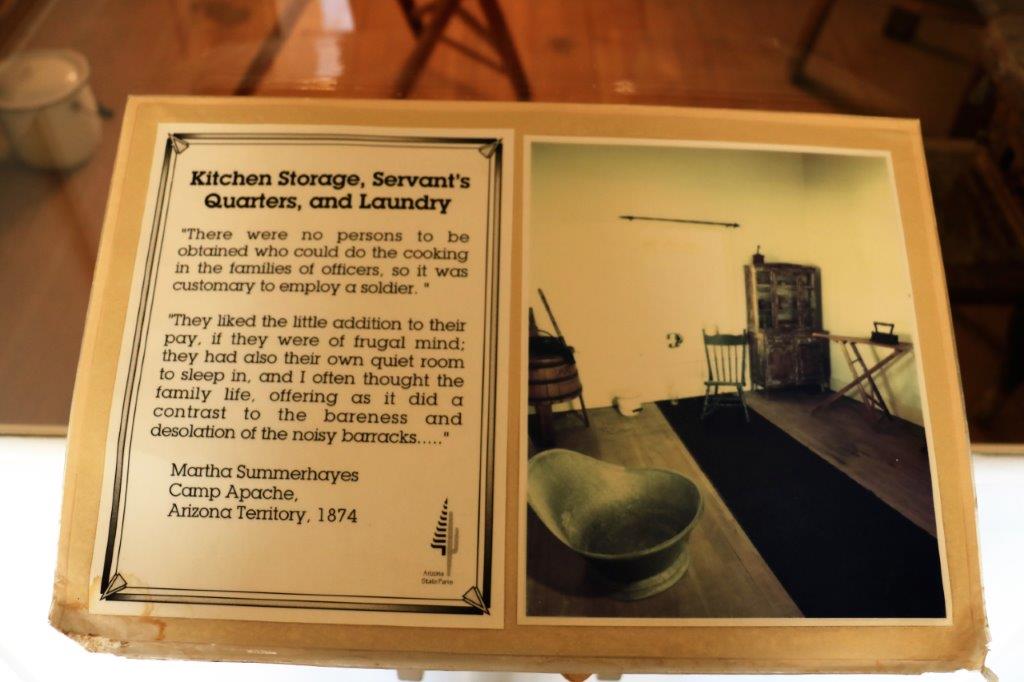 Kitchen Storage, Servant's
Quarters, and Laundry
"There were no persons to be
obtained who could do the cooking
in the families of officers, so it was
customary to employ a soldier. "
"They liked the little addition to their
pay, if they were of frugal mind;
they had also their own quiet room
to sleep in, and I often thought the
family life, offering as it did a
contrast to the bareness and
desolation of the noisy barracks....."
Martha Summerhayes
Camp Apache,
Arizona Territory, 1874
Arizona
State Parks